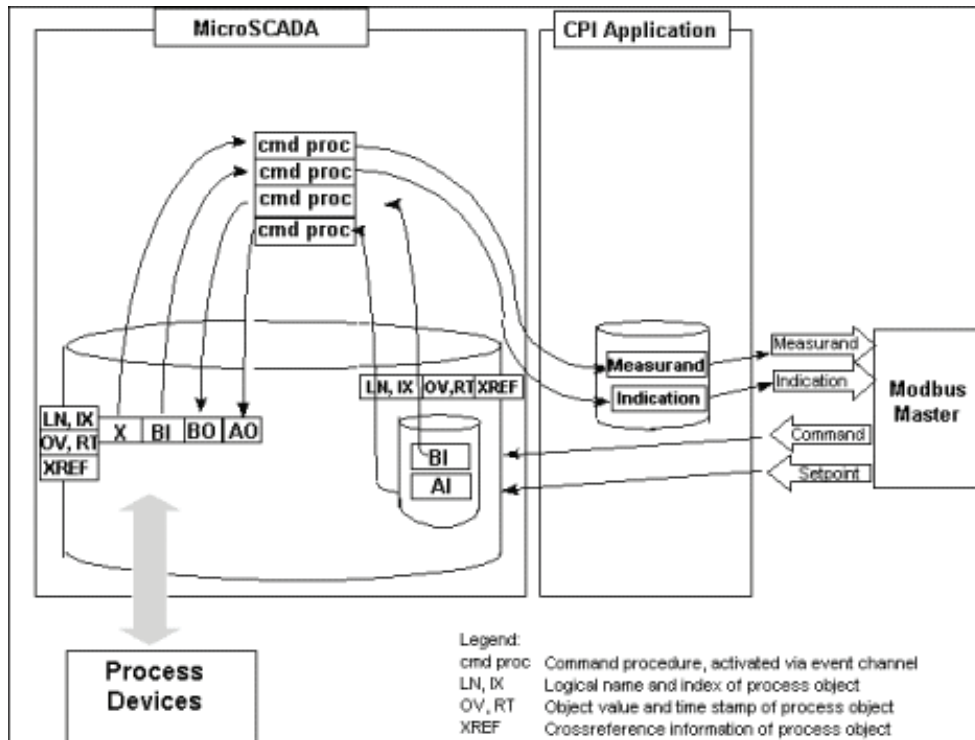 MicroSCADA
CPI Application
cmd proc
cmd proc
cmd proc
cmd proc
LN, IX OV,RT XREF
Measurand
Indication
Measurand
Indication
Command
Setpoint
Modbus
Master
LN, IX
OV, RT
XREF
X BI BO AO
BI
AI
Process
Devices
Legend:
cmd proc Command procedure, activated via event channel
LN, IX Logical name and index of process object
OV, RT Object value and time stamp of process object
XREF Crossreference information of process object